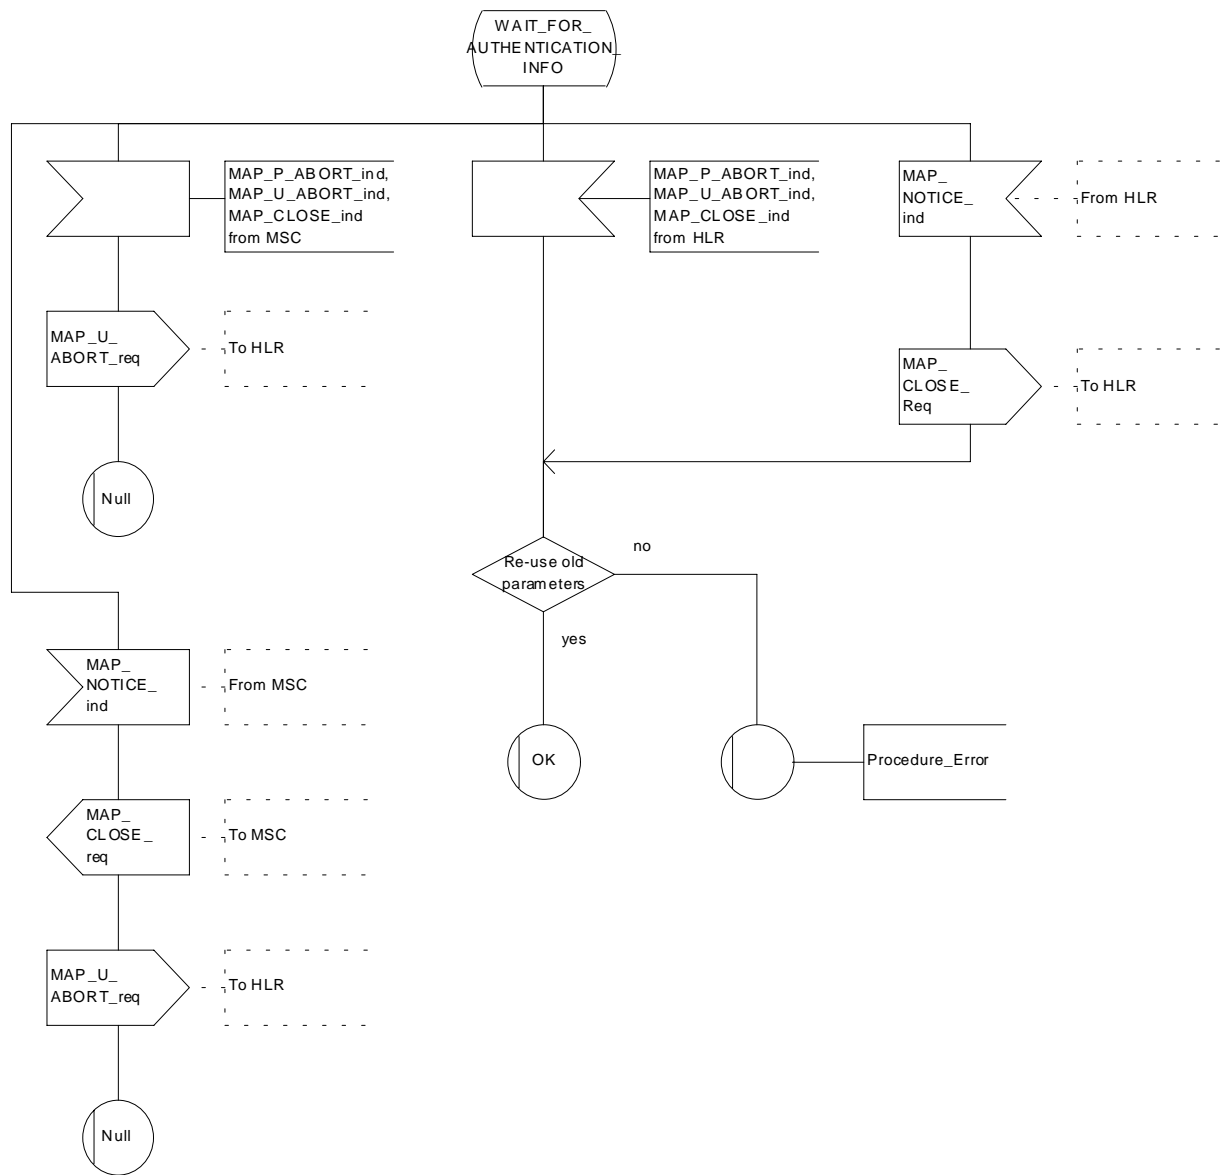 WAIT_FOR_
AUTHENTICATION_
INFO
MAP_P_ABORT_ind,
MAP_U_ABORT_ind,
MAP_CLOSE_ind
from MSC
MAP_P_ABORT_ind,
MAP_U_ABORT_ind,
MAP_CLOSE_ind
from HLR
MAP_
NOTICE_
ind
From HLR
MAP_U_
ABORT_req
To HLR
MAP_
CLOSE_
Req
To HLR
Null
Re-use old
parameters
no
yes
MAP_
NOTICE_
ind
From MSC
OK
Procedure_Error
MAP_
CLOSE_
req
To MSC
MAP_U_
ABORT_req
To HLR
Null